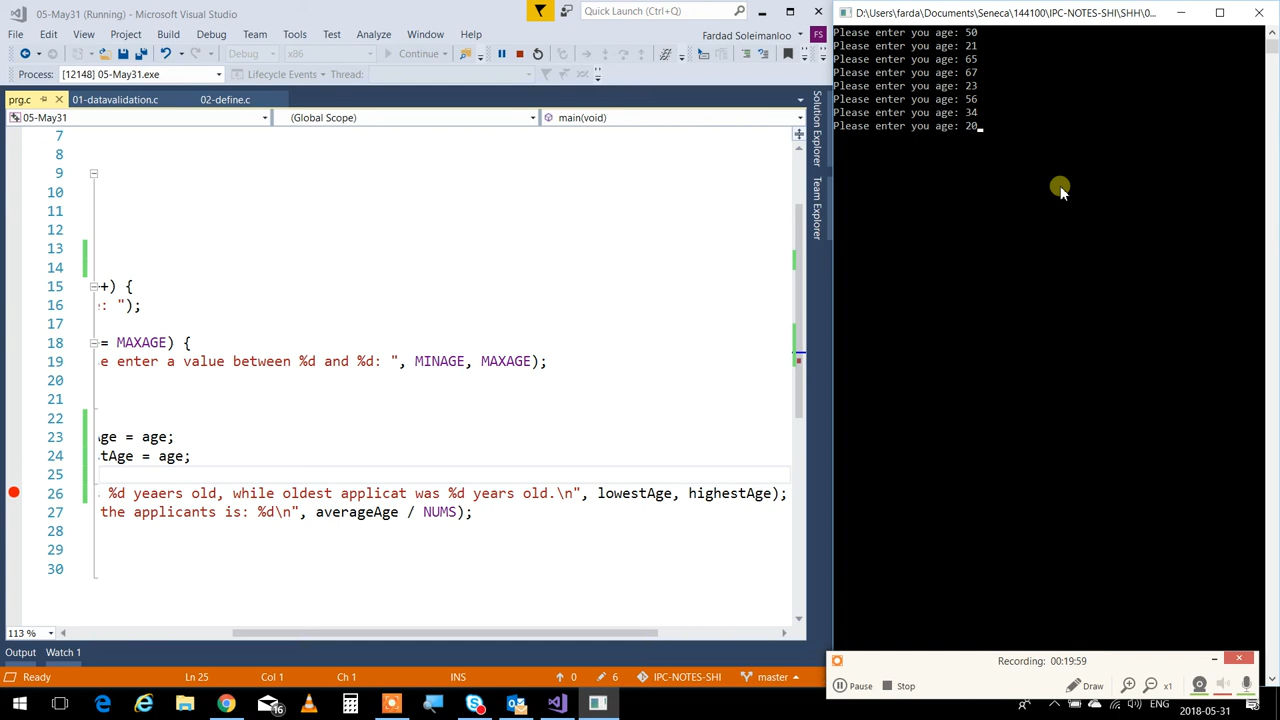 05-May31 - Microsoft Visual Studio
Quick Launch (Ctrl+Q)
File Edit View Project Build Debug Team Tools Test Analyze Window Help
Fardad Soleimanloo
FS
Debug x86 Continue
Process: [12148] 05-May31.exe Lifecycle Events Thread:
prg.c 01-datavalidation.c 02-define.c
05-May31 (Global Scope) main(void)
7
8
9
10
11
12
13
14
15 ++) {
16 : ");
17
18 = MAXAGE) {
19 e enter a value between %d and %d: ", MINAGE, MAXAGE);
20
21
22
23 ge = age;
24 tAge = age;
25
26 %d yeaers old, while oldest applicat was %d years old.\n", lowestAge, highestAge);
27 the applicants is: %d\n", averageAge / NUMS);
28
29
30
113 %
Solution Explorer
Team Explorer
Output Watch 1
Ready Ln 25 Col 1 Ch 1 INS 0 6 IPC-NOTES-SHI master
D:\Users\farda\Documents\Seneca\144100\IPC-NOTES-SHI\SHH\0...
Please enter you age: 50
Please enter you age: 21
Please enter you age: 65
Please enter you age: 67
Please enter you age: 23
Please enter you age: 56
Please enter you age: 34
Please enter you age: 20
Recording: 00:19:59
Pause Stop Draw x1
16
ENG 2018-05-31